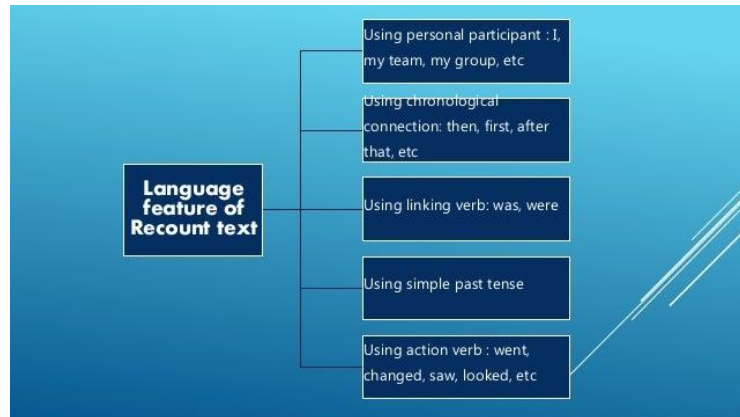 Language
feature of
Recount text
Using personal participant : I,
my team, my group, etc
Using chronological
connection: then, first, after
that, etc
Using linking verb: was, were
Using simple past tense
Using action verb : went,
changed, saw, looked, etc